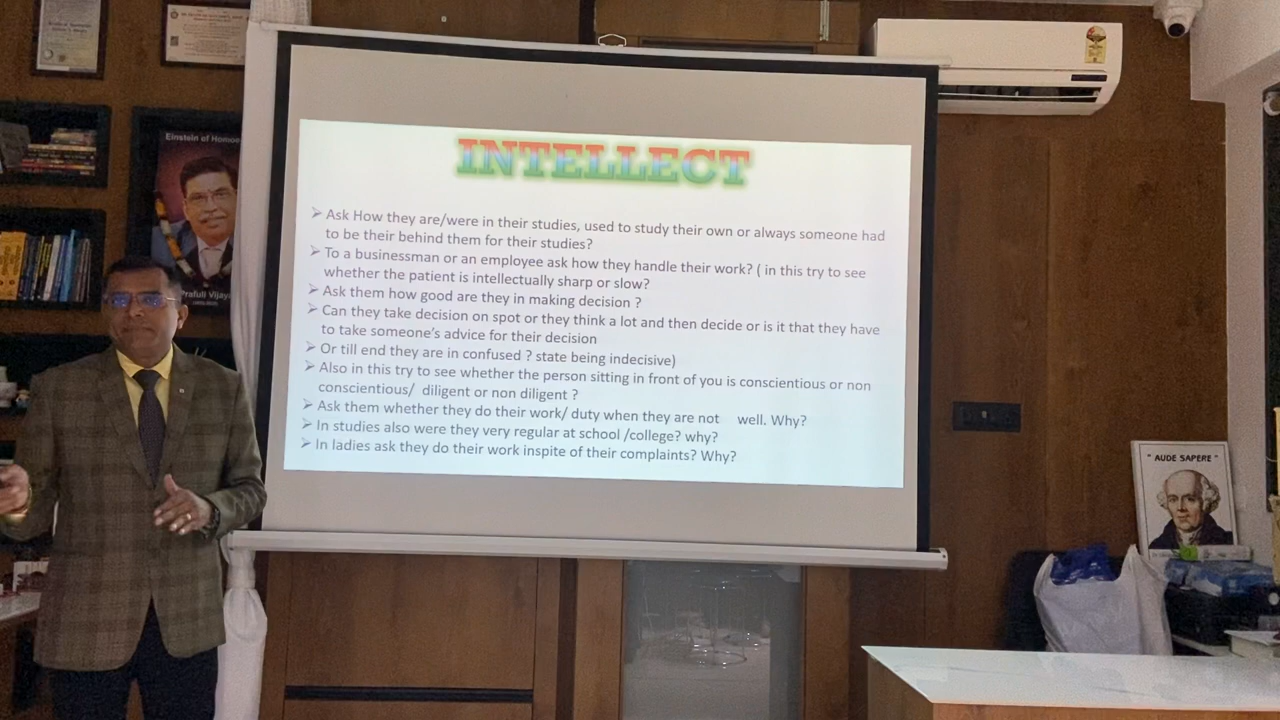 Einstein of Homoe
Prafull Vijaya
INTELLECT
➢ Ask How they are/were in their studies, used to study their own or always someone had
to be their behind them for their studies?
➢ To a businessman or an employee ask how they handle their work? ( in this try to see
whether the patient is intellectually sharp or slow?
➢ Ask them how good are they in making decision ?
➢ Can they take decision on spot or they think a lot and then decide or is it that they have
to take someone's advice for their decision
➢ Or till end they are in confused ? state being indecisive)
➢ Also in this try to see whether the person sitting in front of you is conscientious or non
conscientious/ diligent or non diligent ?
➢ Ask them whether they do their work/ duty when they are not well. Why?
➢ In studies also were they very regular at school /college? why?
➢ In ladies ask they do their work inspite of their complaints? Why?
" AUDE SAPERE "